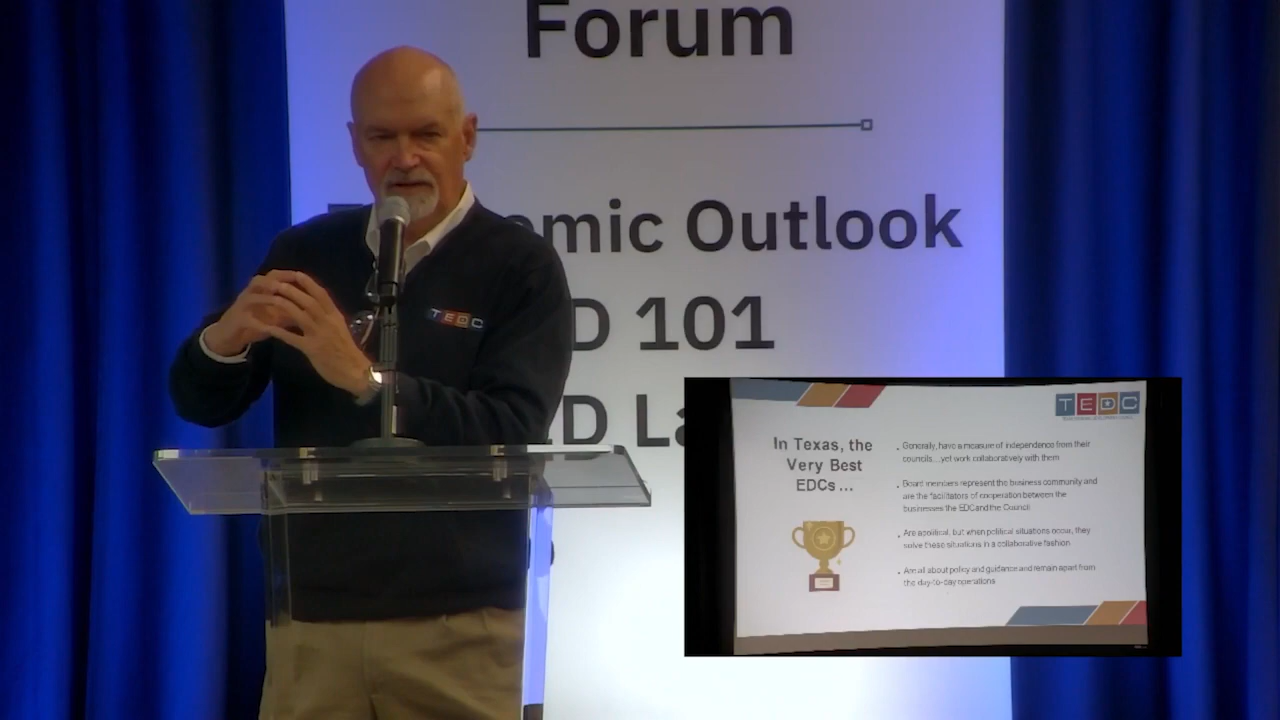 Forum
omic Outlook
D 101
ED La
TEDC
TEDC
In Texas, the
Very Best
EDCs ...
. Generally, have a measure of independence from their
councils....yet work collaboratively with them
. Board members represent the business community and
are the facilitators of cooperation between the
businesses the EDC and the Council
. Are apolitical, but when political situations occur, they
solve these situations in a collaborative fashion
. Are all about policy and guidance and remain apart from
the day-to-day operations